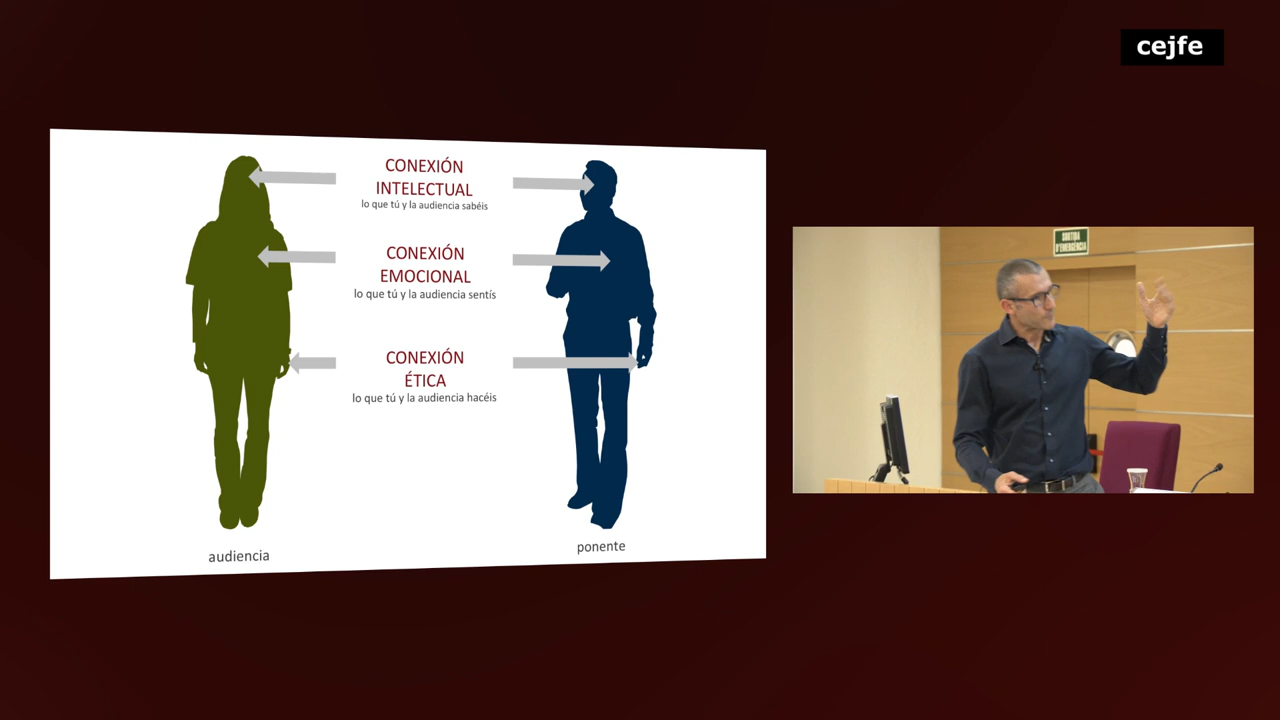 cejfe
CONEXIÓN
INTELECTUAL
lo que tú y la audiencia sabéis
CONEXIÓN
EMOCIONAL
lo que tú y la audiencia sentís
CONEXIÓN
ÉTICA
lo que tú y la audiencia hacéis
audiencia
ponente
SORTIDA
D'EMERGÈNCIA